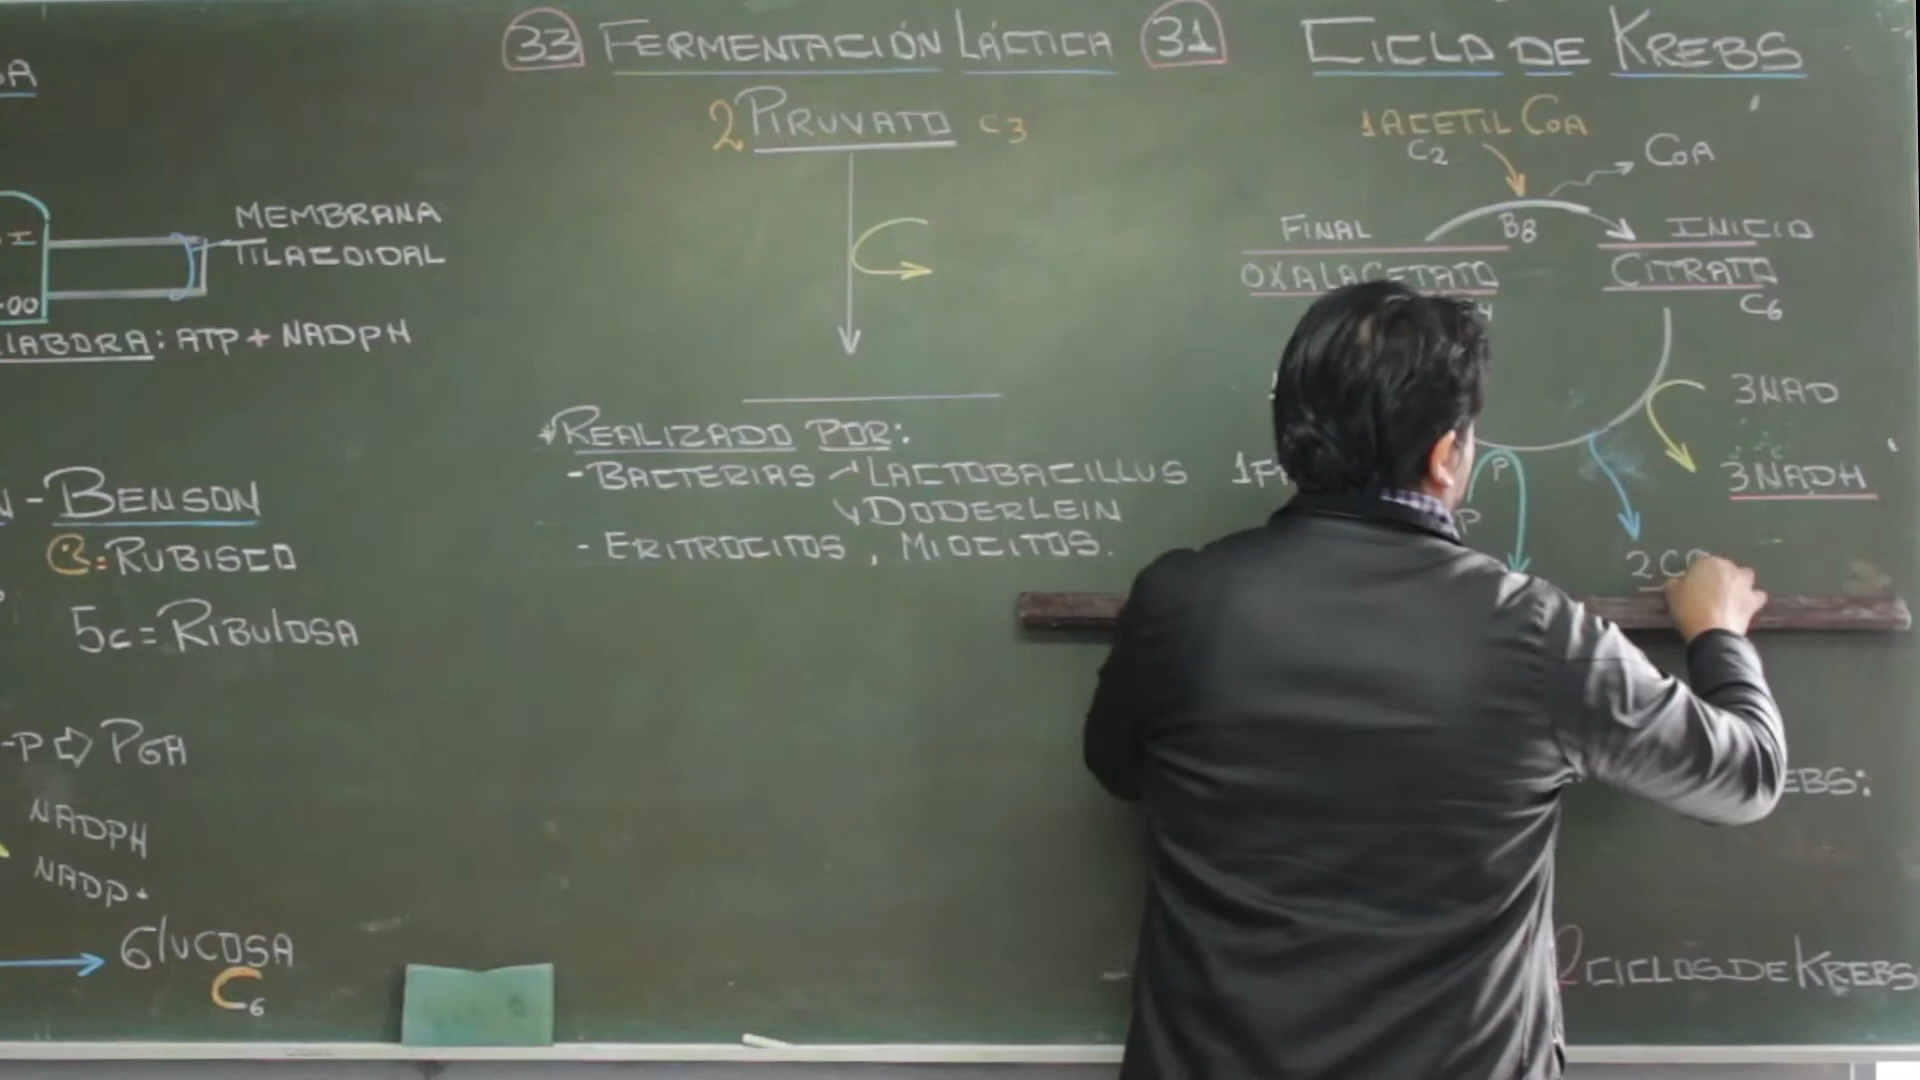 33 FERMENTACIÓN LÁCTICA
2 PIRUVATO C3
*REALIZADO POR:
-BACTERIAS LACTOBACILLUS
DODERLEIN
- ERITROCITOS, MIOCITOS.
31 CICLO DE KREBS
1 ACETIL COA
C2
COA
FINAL
B8
INICIO
OXALACETATO
CITRATO
C6
3NAD
3NADH
P
P
MEMBRANA
TILACOIDAL
I
: ATP + NADPH
- BENSON
= RUBISCO
5C = RIBULOSA
-P ⇨ PGA
NADPH
NADP+
GLUCOSA
C6
2 CICLOS DE KREBS